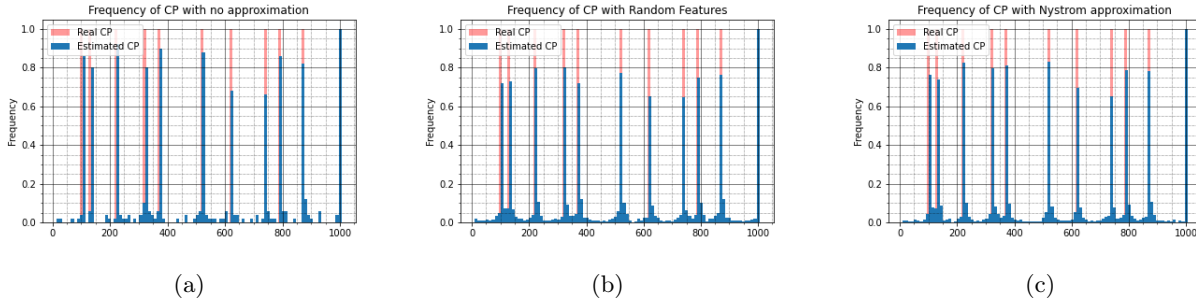 Frequency of CP with no approximation
Real CP
Estimated CP
Frequency
1.0
0.8
0.6
0.4
0.2
0.0
0 200 400 600 800 1000
(a)
Frequency of CP with Random Features
Real CP
Estimated CP
Frequency
1.0
0.8
0.6
0.4
0.2
0.0
0 200 400 600 800 1000
(b)
Frequency of CP with Nystrom approximation
Real CP
Estimated CP
Frequency
1.0
0.8
0.6
0.4
0.2
0.0
0 200 400 600 800 1000
(c)